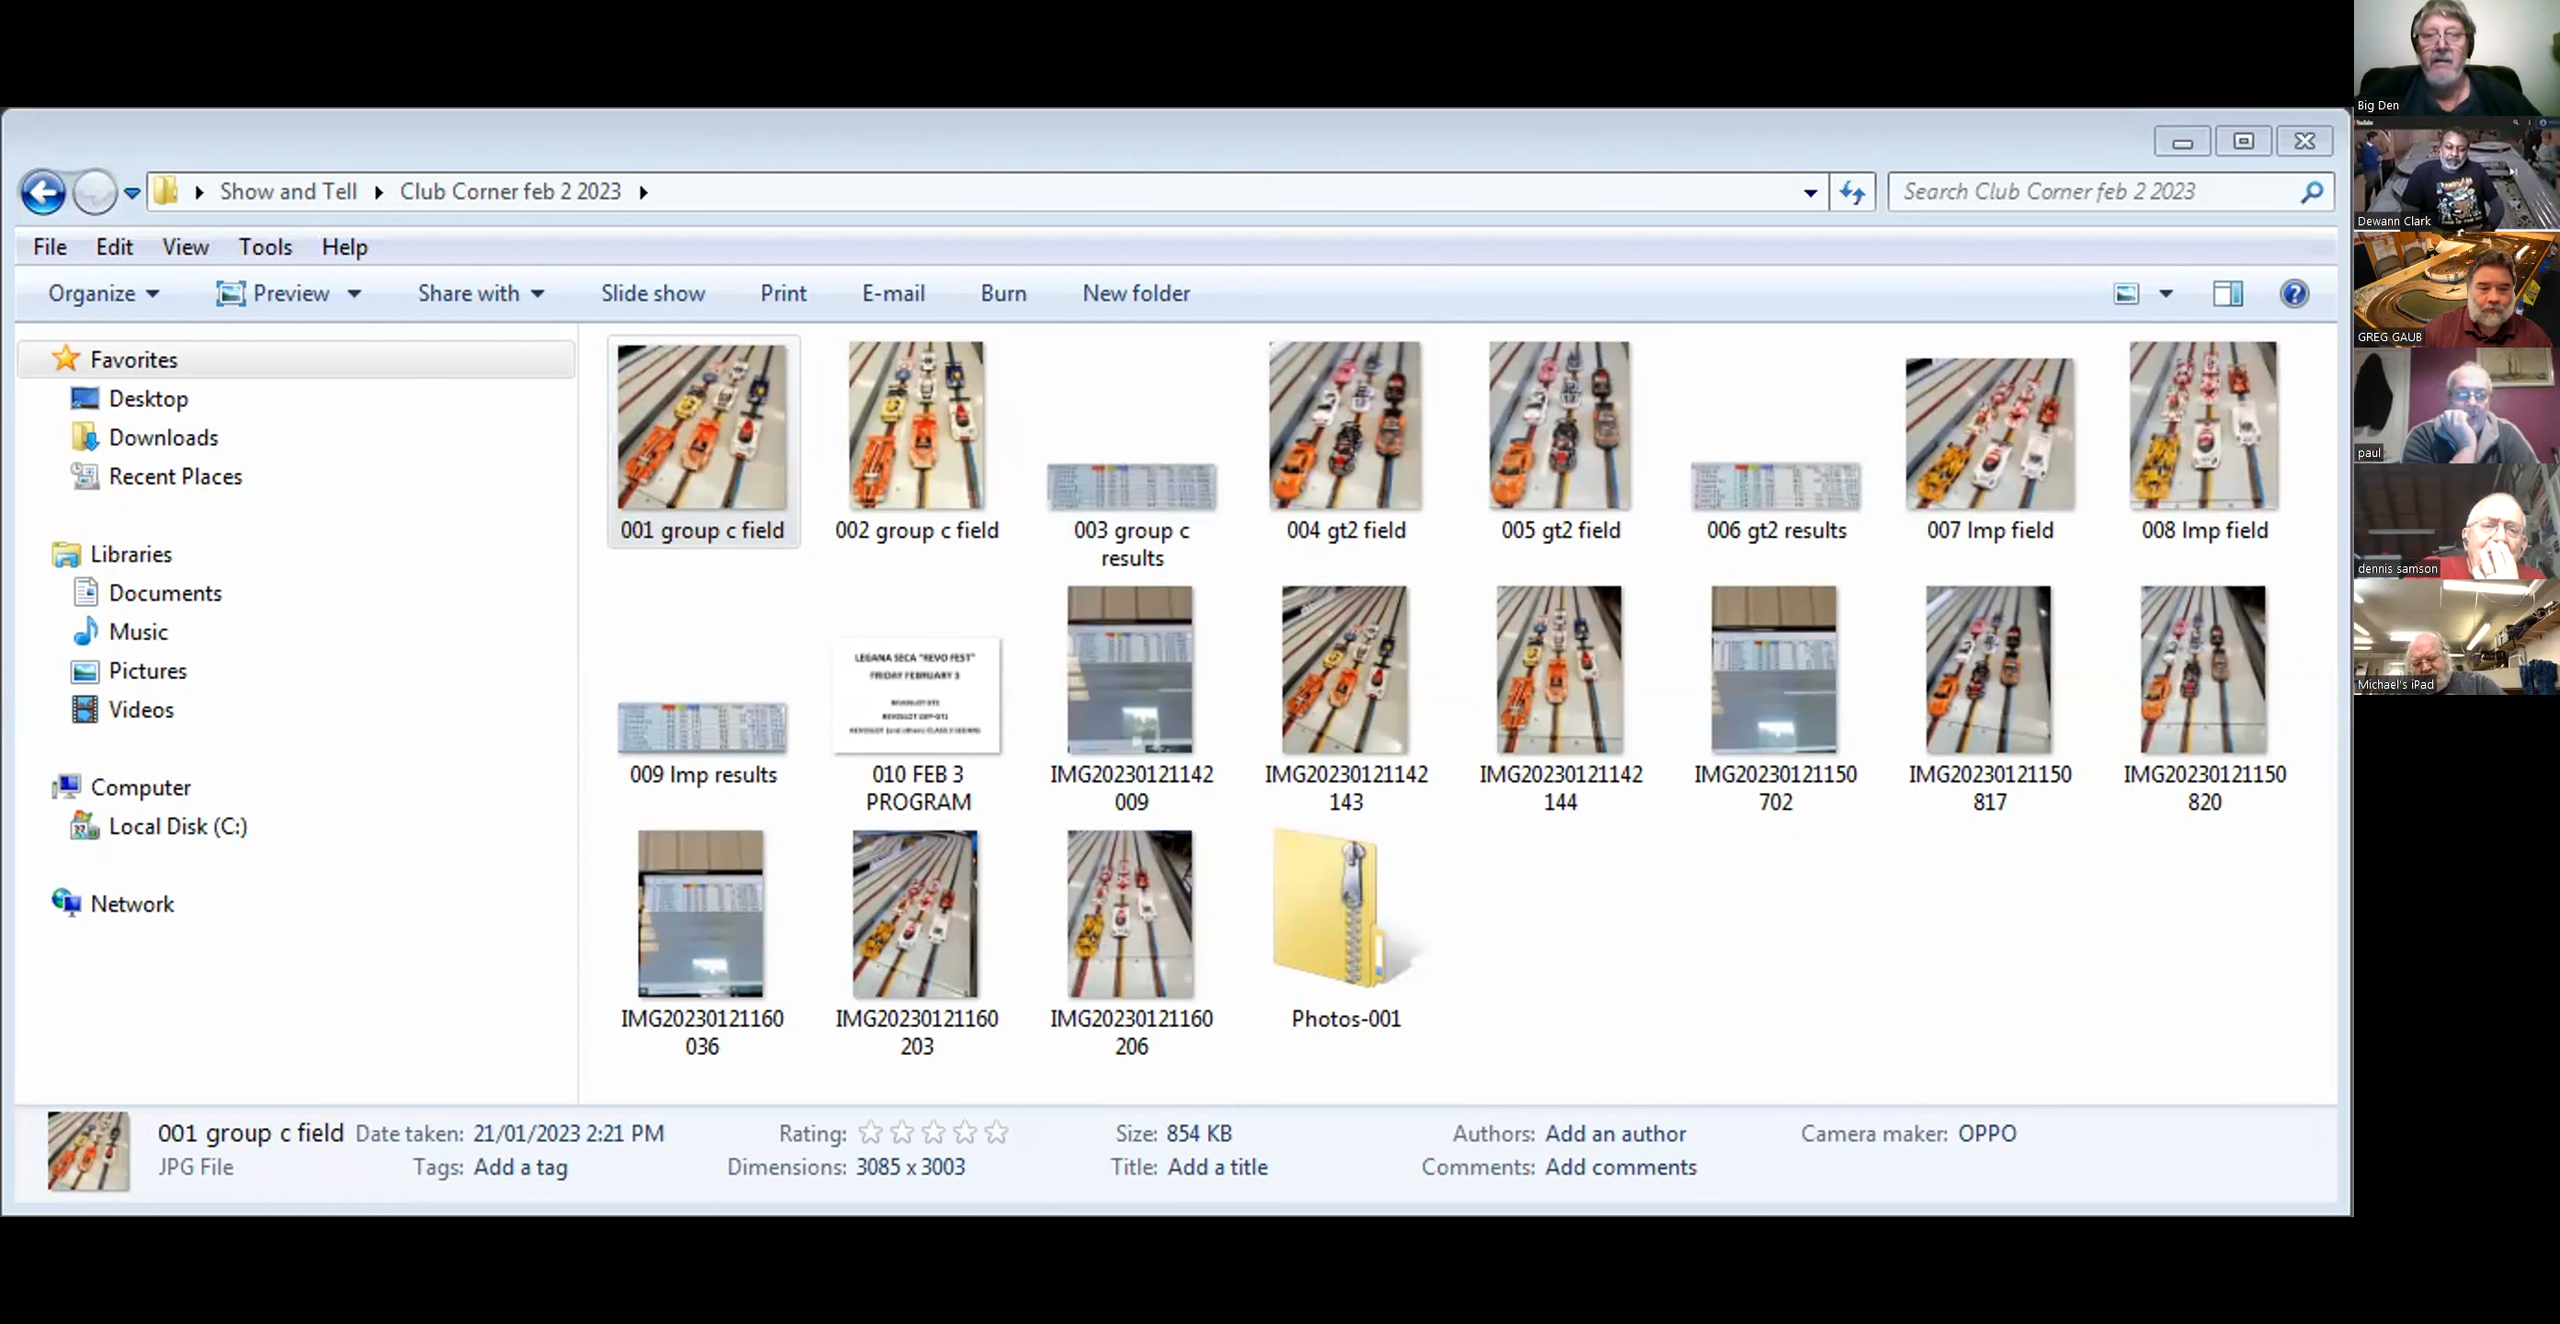 Show and Tell
Club Corner feb 2 2023
Search Club Corner feb 2 2023
File Edit View Tools Help
Organize Preview Share with Slide show Print E-mail Burn New folder
Favorites
Desktop
Downloads
Recent Places
Libraries
Documents
Music
Pictures
Videos
Computer
Local Disk (C:)
Network
001 group c field
002 group c field
003 group c
results
004 gt2 field
005 gt2 field
006 gt2 results
007 lmp field
008 lmp field
LEGANA SECA "REVO FEST"
FRIDAY FEBRUARY 3
009 lmp results
010 FEB 3
PROGRAM
IMG20230121142
009
IMG20230121142
143
IMG20230121142
144
IMG20230121150
702
IMG20230121150
817
IMG20230121150
820
IMG20230121160
036
IMG20230121160
203
IMG20230121160
206
Photos-001
001 group c field Date taken: 21/01/2023 2:21 PM Rating: Size: 854 KB Authors: Add an author Camera maker: OPPO
JPG File Tags: Add a tag Dimensions: 3085 x 3003 Title: Add a title Comments: Add comments
Big Den
Dewann Clark
GREG GAUB
paul
dennis samson
Michael's iPad